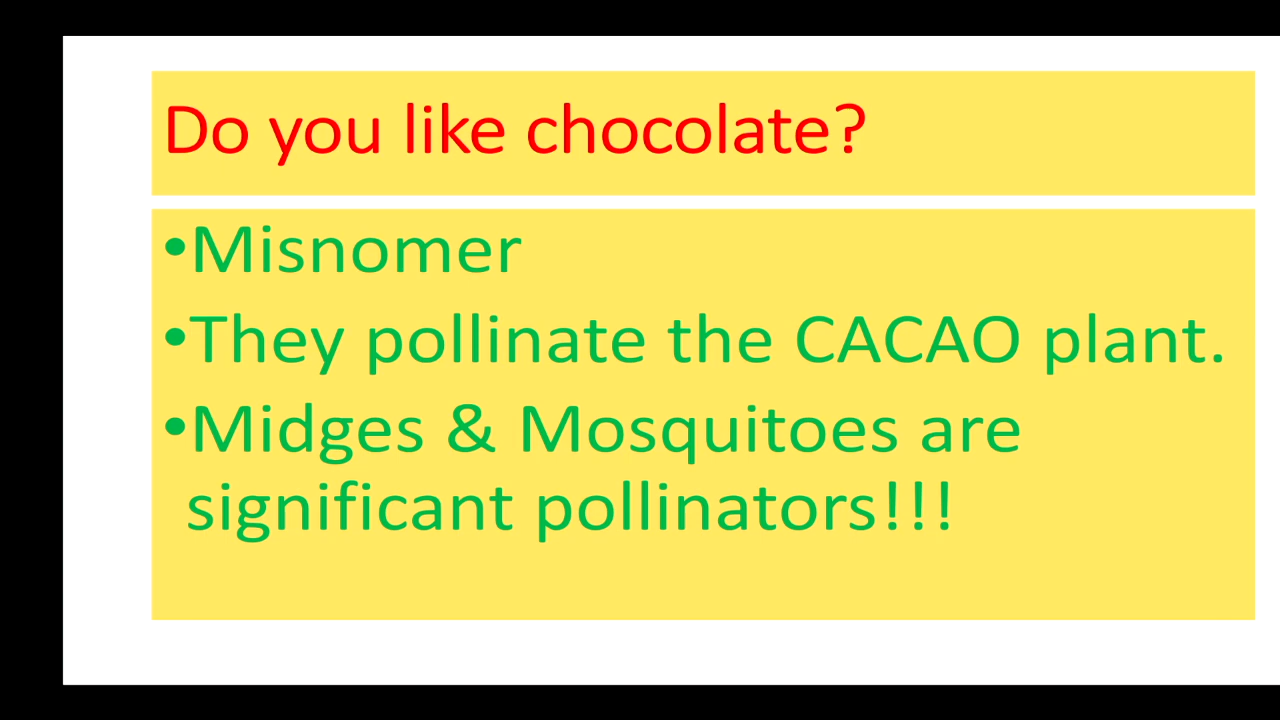 Do you like chocolate?
•Misnomer
•They pollinate the CACAO plant.
•Midges & Mosquitoes are
significant pollinators!!!